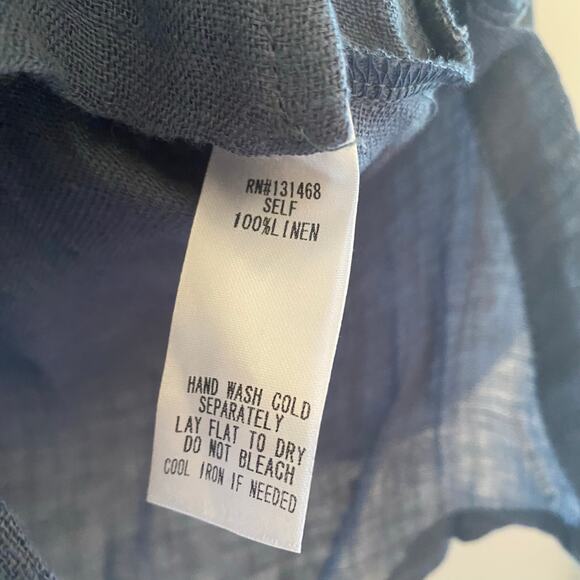 RN#131468
SELF
100%LINEN
HAND WASH COLD
SEPARATELY
LAY FLAT TO DRY
DO NOT BLEACH
COOL IRON IF NEEDED